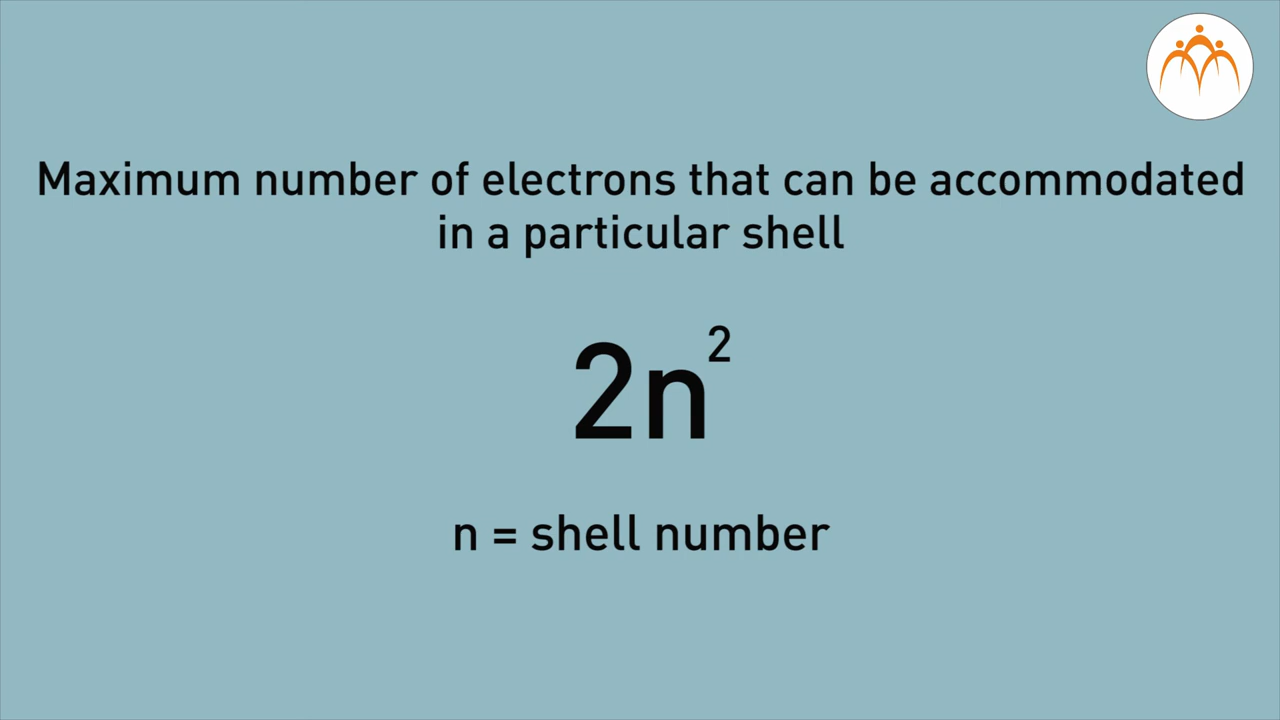 Maximum number of electrons that can be accommodated
in a particular shell
2n²
n = shell number